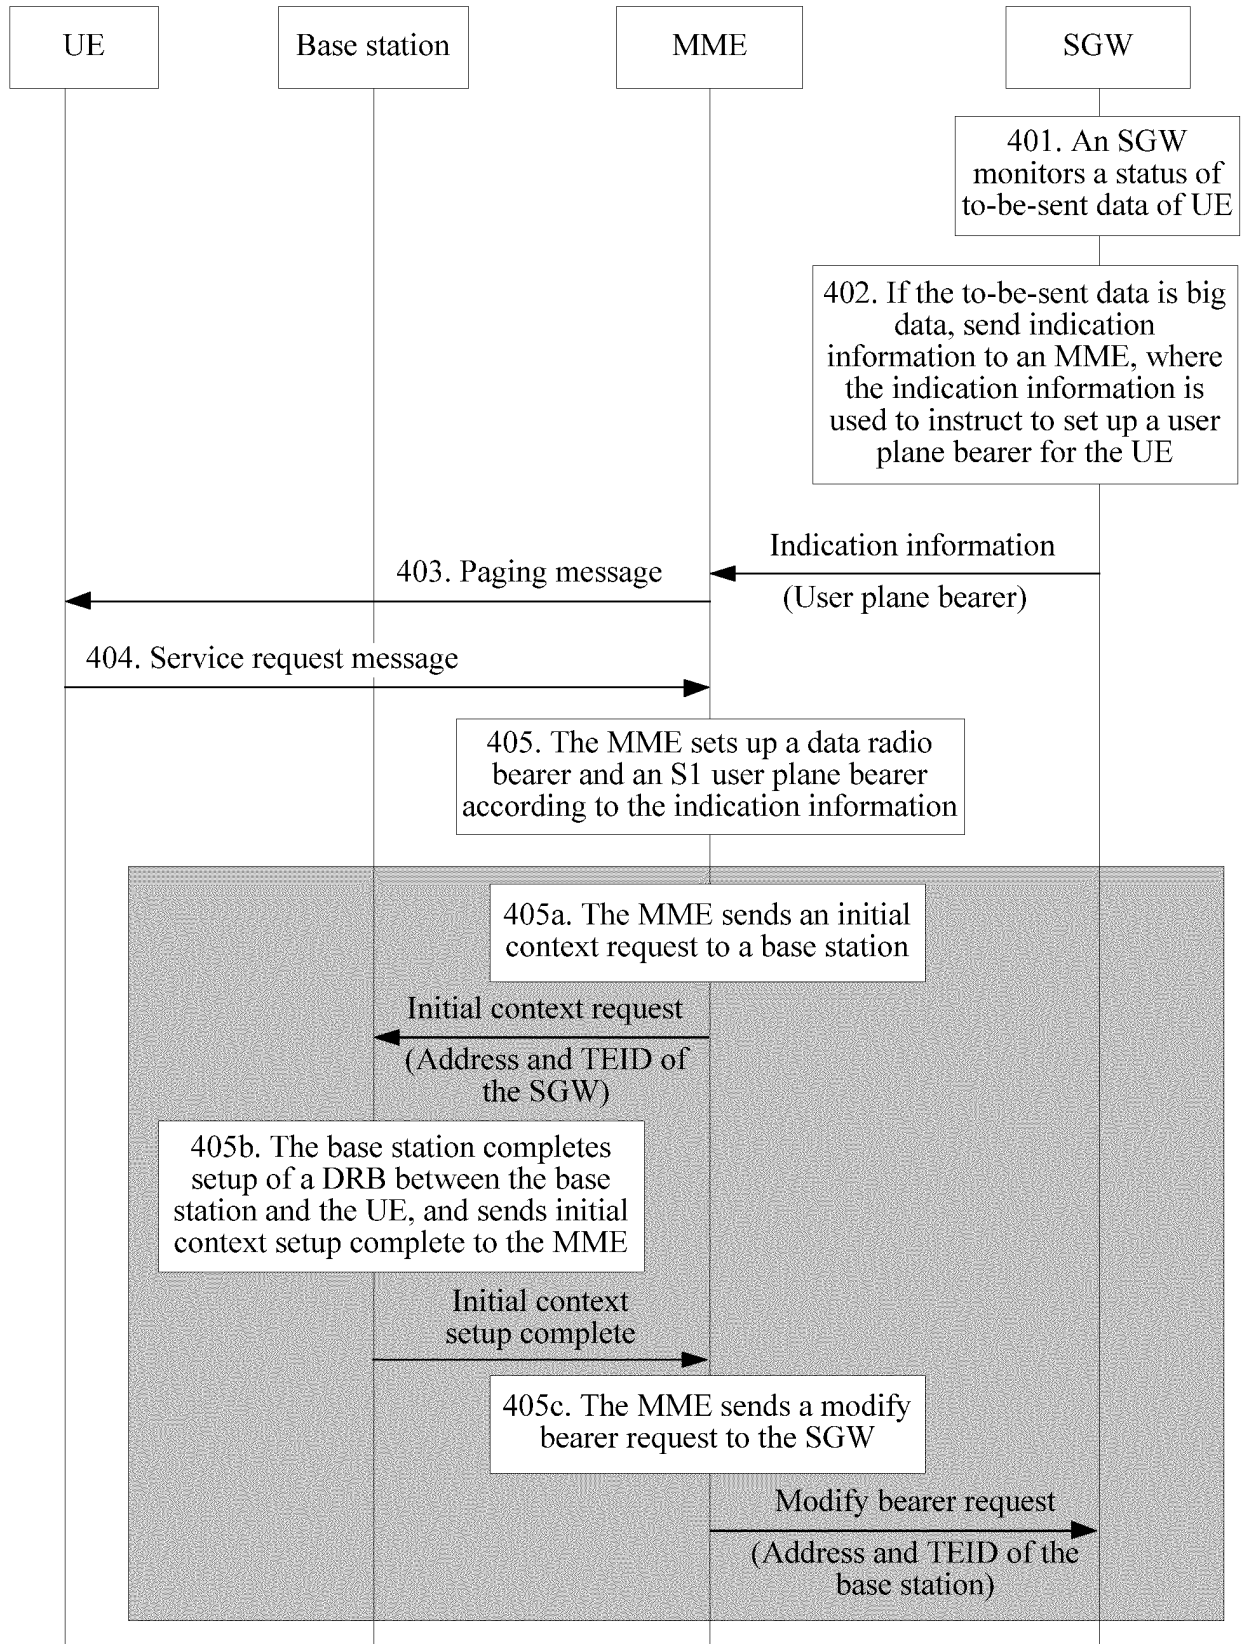 UE
Base station
MME
SGW
401. An SGW
monitors a status of
to-be-sent data of UE
402. If the to-be-sent data is big
data, send indication
information to an MME, where
the indication information is
used to instruct to set up a user
plane bearer for the UE
Indication information
(User plane bearer)
403. Paging message
404. Service request message
405. The MME sets up a data radio
bearer and an S1 user plane bearer
according to the indication information
405a. The MME sends an initial
context request to a base station
Initial context request
(Address and TEID of
the SGW)
405b. The base station completes
setup of a DRB between the base
station and the UE, and sends initial
context setup complete to the MME
Initial context
setup complete
405c. The MME sends a modify
bearer request to the SGW
Modify bearer request
(Address and TEID of the
base station)